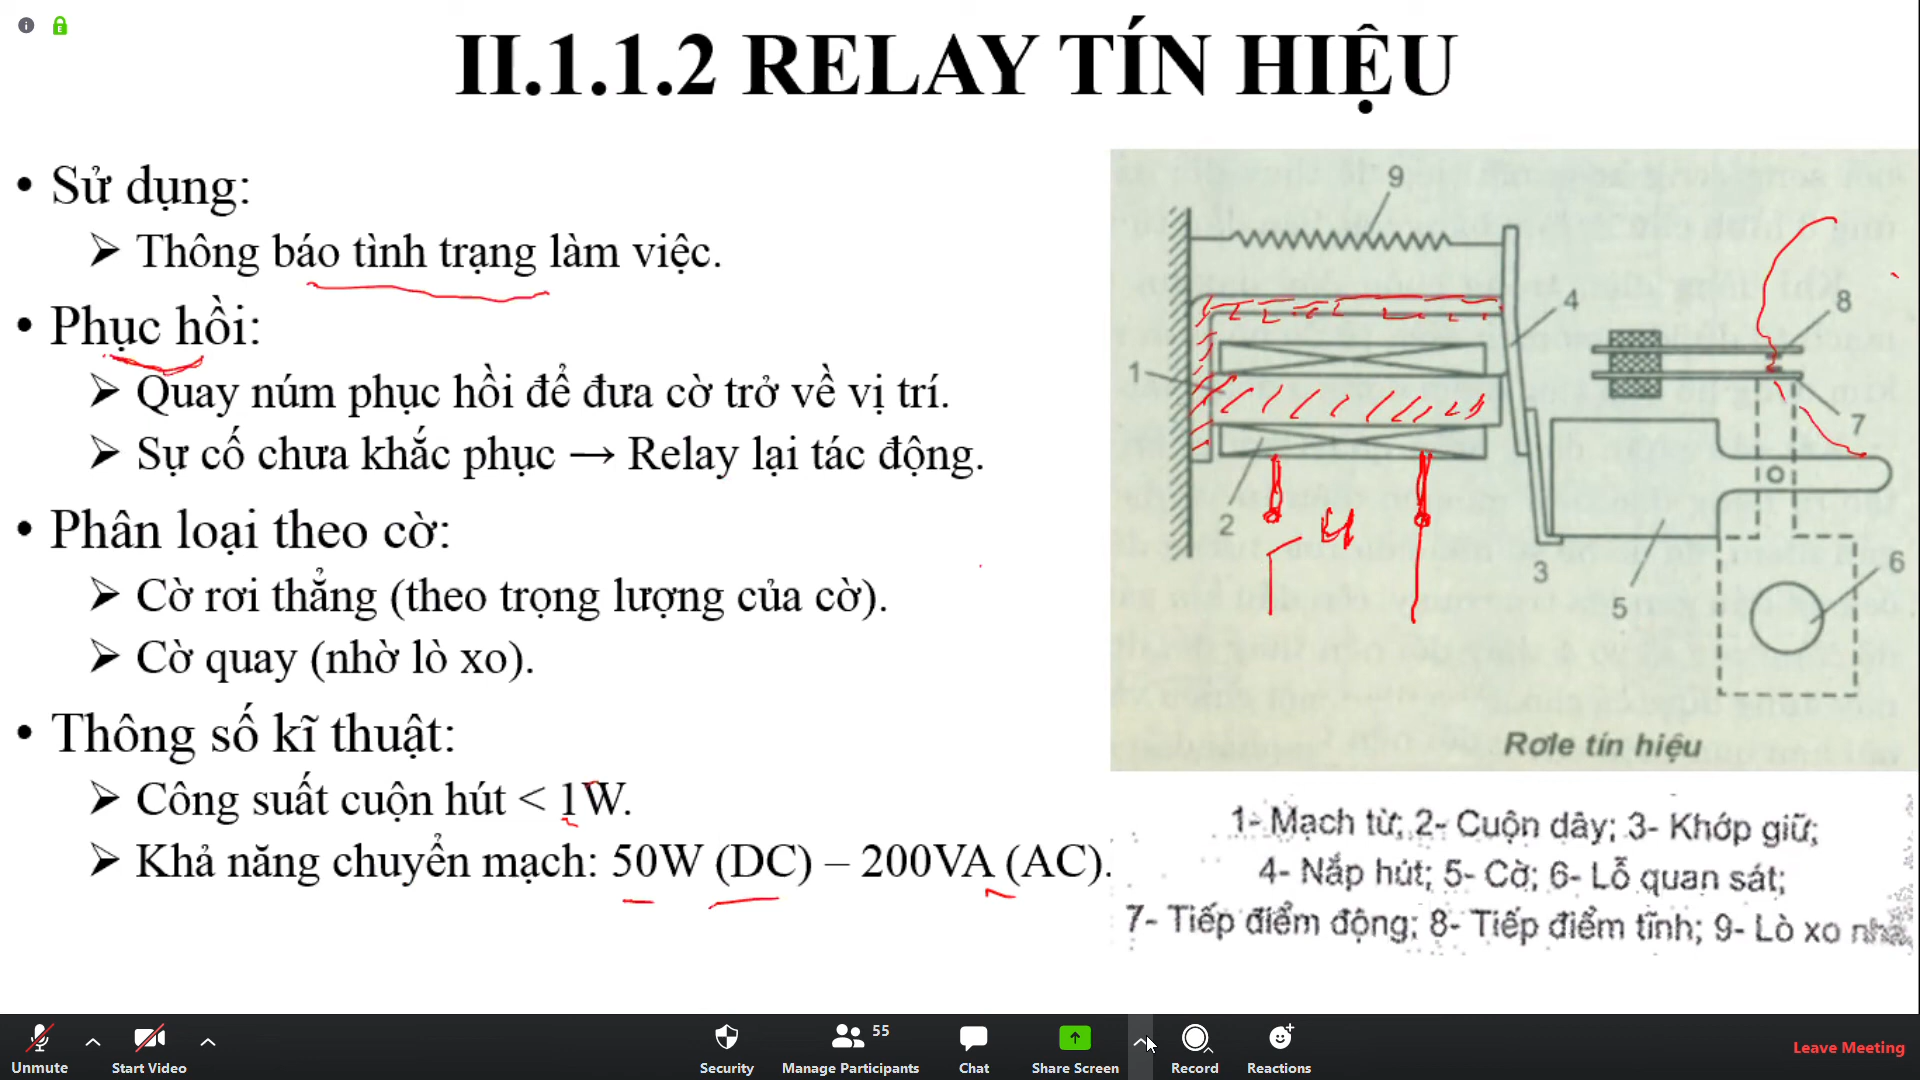 II.1.1.2 RELAY TÍN HIỆU
• Sử dụng:
➢ Thông báo tình trạng làm việc.
• Phục hồi:
➢ Quay núm phục hồi để đưa cờ trở về vị trí.
➢ Sự cố chưa khắc phục → Relay lại tác động.
• Phân loại theo cờ:
➢ Cờ rơi thẳng (theo trọng lượng của cờ).
➢ Cờ quay (nhờ lò xo).
• Thông số kĩ thuật:
➢ Công suất cuộn hút < 1W.
➢ Khả năng chuyển mạch: 50W (DC) – 200VA (AC).
9
4
8
1
7
2
3
5
6
Rơle tín hiệu
1- Mạch từ; 2- Cuộn dây; 3- Khớp giữ;
4- Nắp hút; 5- Cờ; 6- Lỗ quan sát;
7- Tiếp điểm động; 8- Tiếp điểm tĩnh; 9- Lò xo nhả
55
Unmute
Start Video
Security
Manage Participants
Chat
Share Screen
Record
Reactions
Leave Meeting